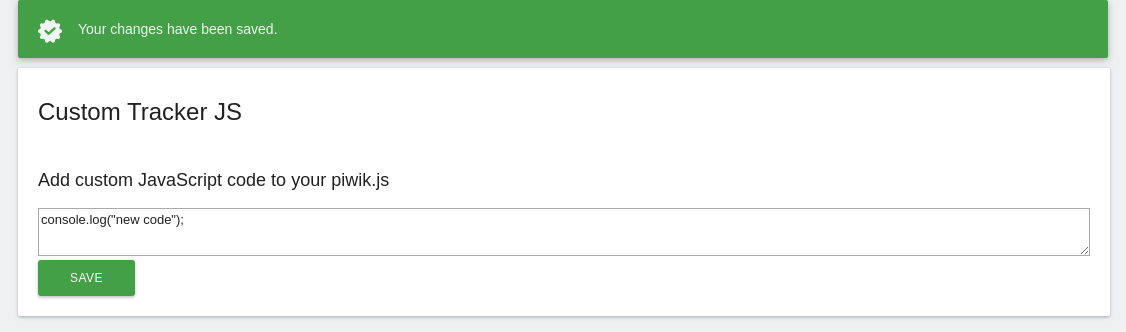 Your changes have been saved.
Custom Tracker JS
Add custom JavaScript code to your piwik.js
console.log("new code");
SAVE